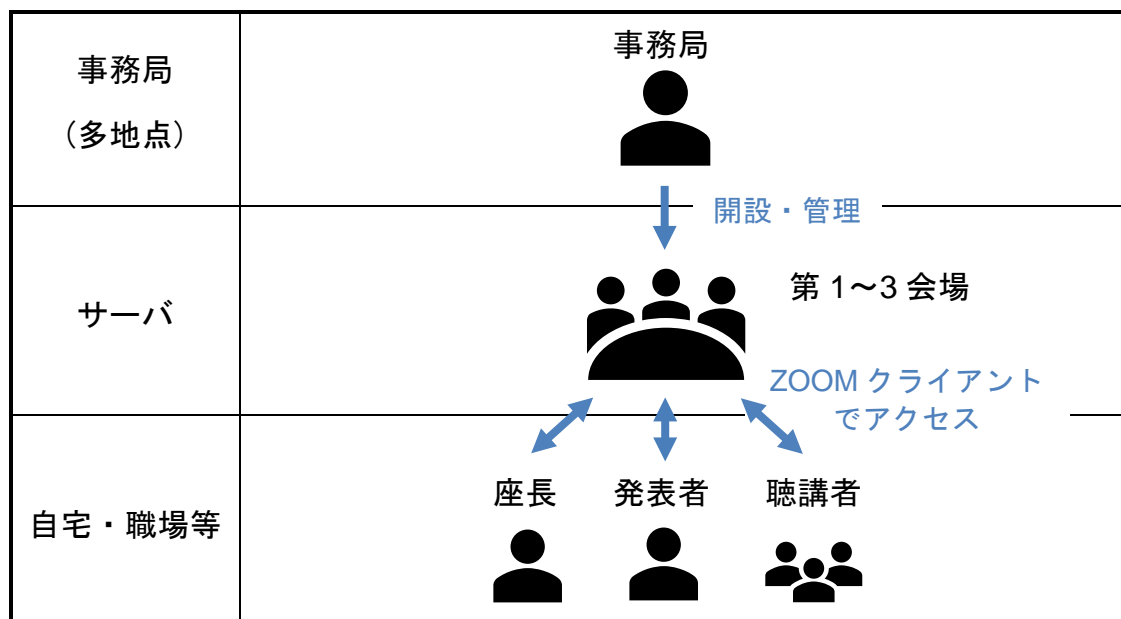 事務局
（多地点）
事務局
開設・管理
サーバ
第 1～3 会場
ZOOM クライアント
でアクセス
自宅・職場等
座長
発表者
聴講者